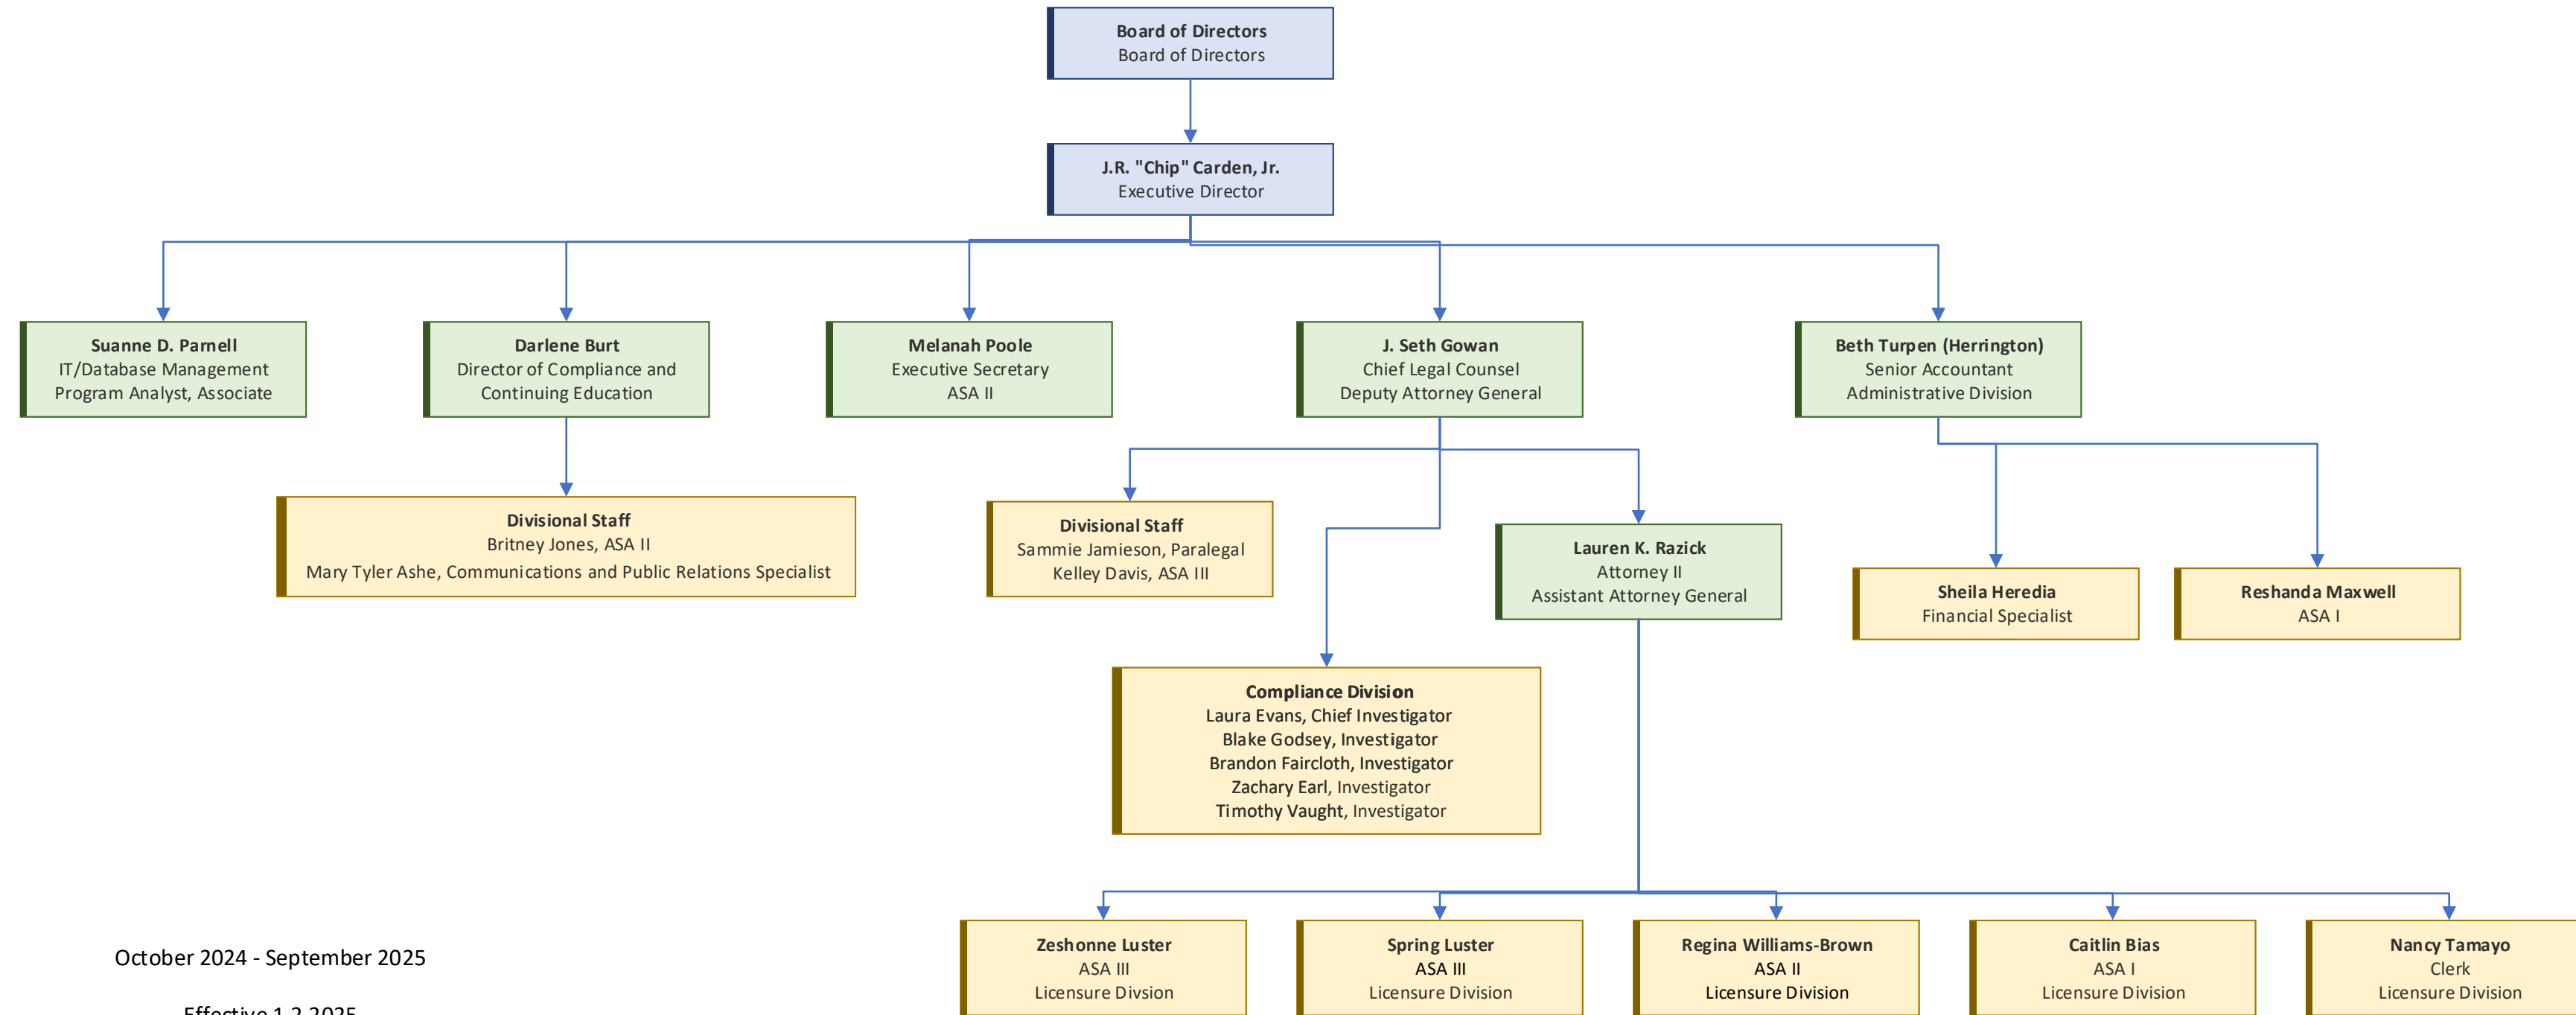 Board of Directors
Board of Directors
J.R. "Chip" Carden, Jr.
Executive Director
Suanne D. Parnell
IT/Database Management
Program Analyst, Associate
Darlene Burt
Director of Compliance and
Continuing Education
Melanah Poole
Executive Secretary
ASA II
J. Seth Gowan
Chief Legal Counsel
Deputy Attorney General
Beth Turpen (Herrington)
Senior Accountant
Administrative Division
Divisional Staff
Britney Jones, ASA II
Mary Tyler Ashe, Communications and Public Relations Specialist
Divisional Staff
Sammie Jamieson, Paralegal
Kelley Davis, ASA III
Lauren K. Razick
Attorney II
Assistant Attorney General
Sheila Heredia
Financial Specialist
Reshanda Maxwell
ASA I
Compliance Division
Laura Evans, Chief Investigator
Blake Godsey, Investigator
Brandon Faircloth, Investigator
Zachary Earl, Investigator
Timothy Vaught, Investigator
Zeshonne Luster
ASA III
Licensure Divsion
Spring Luster
ASA III
Licensure Division
Regina Williams-Brown
ASA II
Licensure Division
Caitlin Bias
ASA I
Licensure Division
Nancy Tamayo
Clerk
Licensure Division
October 2024 - September 2025
Effective 1.2.2025